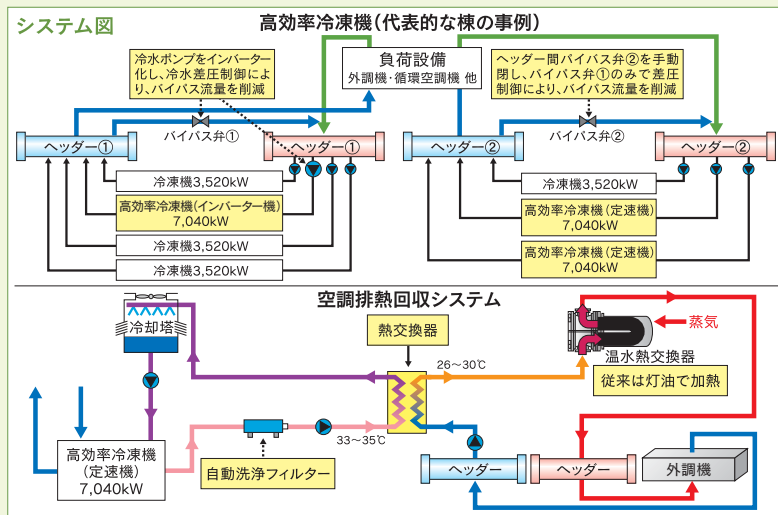 システム図
高効率冷凍機(代表的な棟の事例)
冷水ポンプをインバーター
化し、冷水差圧制御によ
り、バイパス流量を削減
負荷設備
外調機・循環空調機 他
ヘッダー間バイパス弁②を手動
閉し、バイパス弁①のみで差圧
制御により、バイパス流量を削減
バイパス弁①
バイパス弁②
ヘッダー①
ヘッダー①
ヘッダー②
ヘッダー②
冷凍機3,520kW
高効率冷凍機(インバーター機)
7,040kW
冷凍機3,520kW
冷凍機3,520kW
冷凍機3,520kW
高効率冷凍機(定速機)
7,040kW
高効率冷凍機(定速機)
7,040kW
空調排熱回収システム
冷却塔
熱交換器
26〜30℃
蒸気
温水熱交換器
従来は灯油で加熱
33〜35℃
高効率冷凍機
(定速機)
7,040kW
自動洗浄フィルター
ヘッダー
ヘッダー
外調機